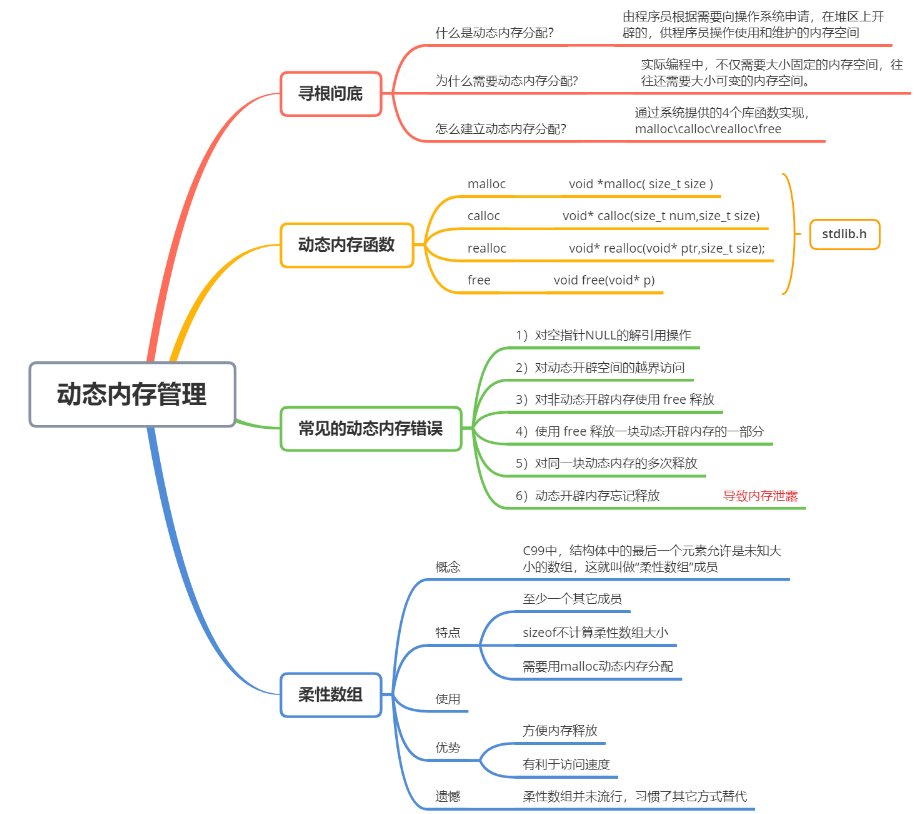 动态内存管理
寻根问底
什么是动态内存分配?
由程序员根据需要向操作系统申请，在堆区上开
辟的，供程序员操作使用和维护的内存空间
为什么需要动态内存分配?
实际编程中，不仅需要大小固定的内存空间，往
往还需要大小可变的内存空间。
怎么建立动态内存分配?
通过系统提供的4个库函数实现，
malloc\calloc\realloc\free
动态内存函数
malloc void *malloc( size_t size )
calloc void* calloc(size_t num,size_t size)
realloc void* realloc(void* ptr,size_t size);
free void free(void* p)
stdlib.h
常见的动态内存错误
1）对空指针NULL的解引用操作
2）对动态开辟空间的越界访问
3）对非动态开辟内存使用 free 释放
4）使用 free 释放一块动态开辟内存的一部分
5）对同一块动态内存的多次释放
6）动态开辟内存忘记释放 导致内存泄露
柔性数组
概念
C99中，结构体中的最后一个元素允许是未知大
小的数组，这就叫做“柔性数组”成员
特点
至少一个其它成员
sizeof不计算柔性数组大小
需要用malloc动态内存分配
使用
优势
方便内存释放
有利于访问速度
遗憾 柔性数组并未流行，习惯了其它方式替代